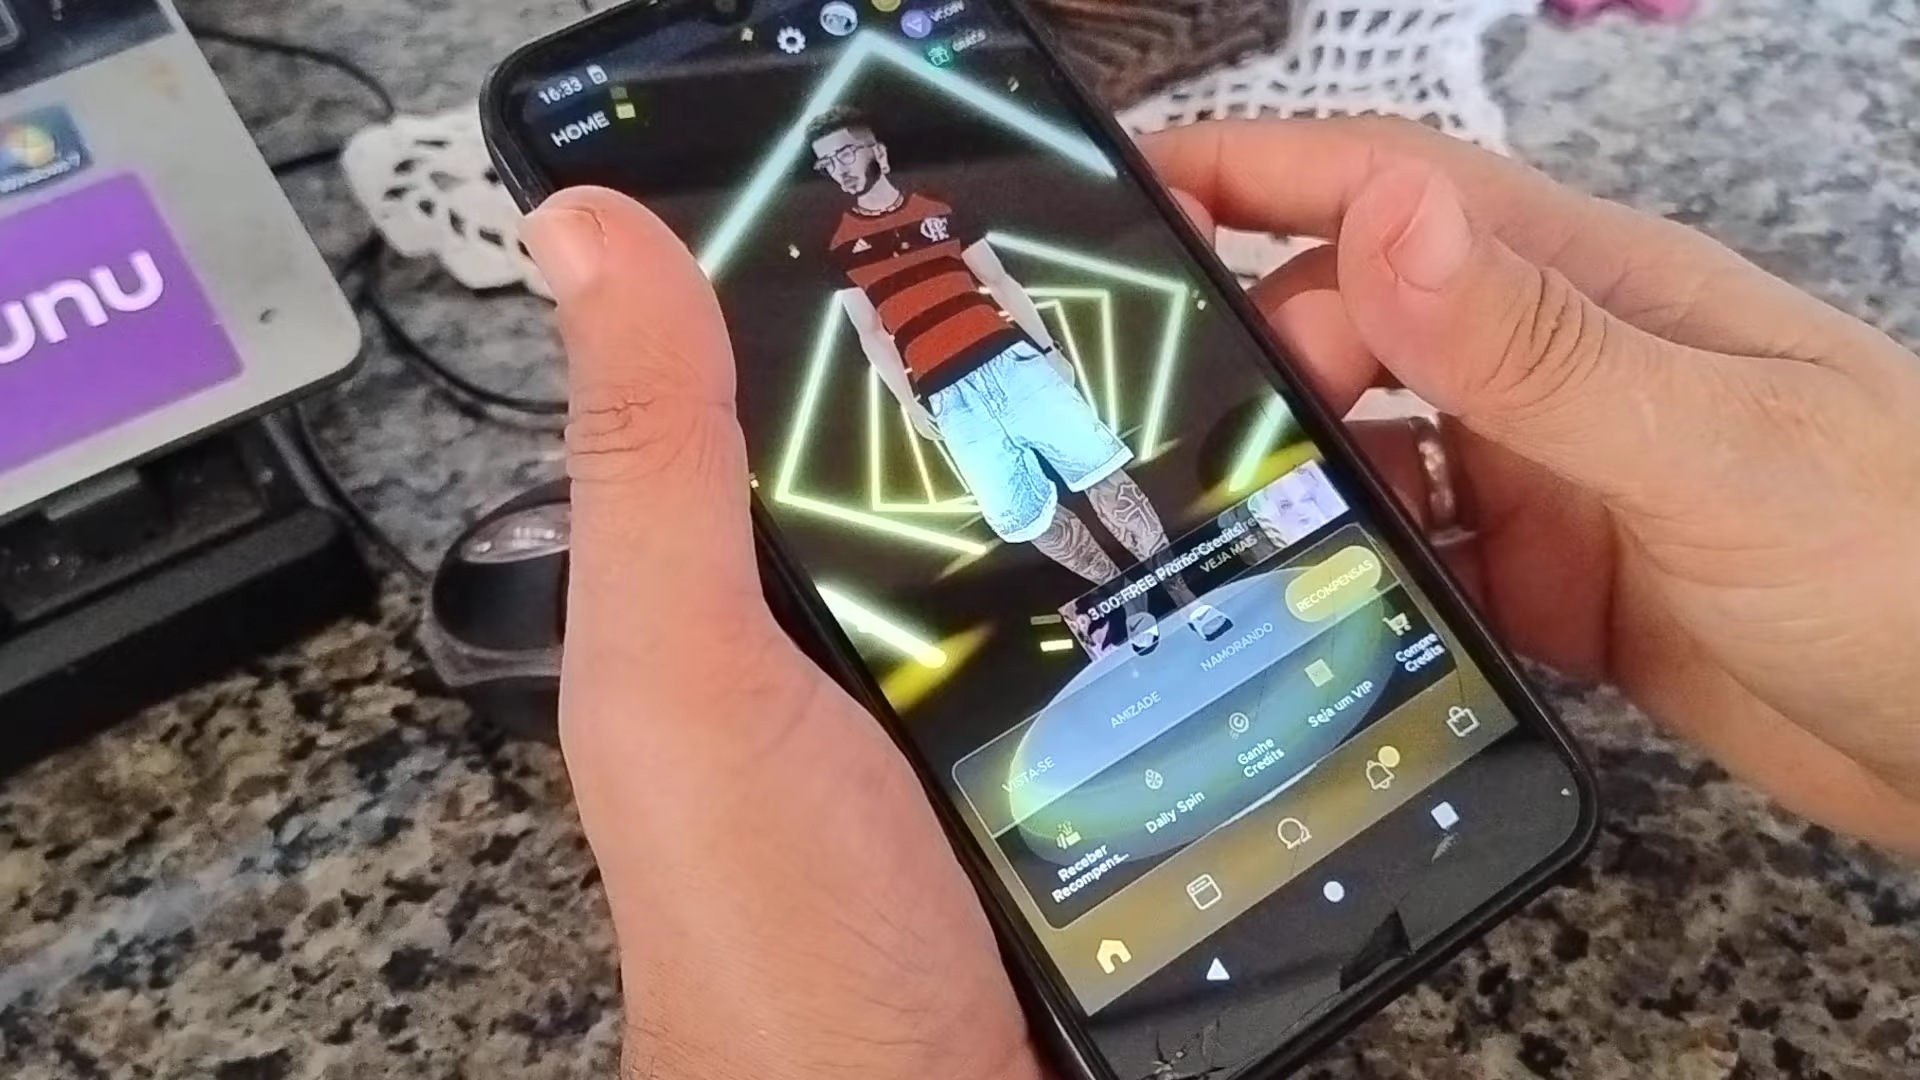 VCOIN
16:33
HOME
3,00 FREE Promo Credits!
VEJA MAIS
RECOMPENSAS
NAMORANDO
AMIZADE
VISTA-SE
Compre
Credits
Seja um VIP
Ganhe
Credits
Daily Spin
Receber
Recompens...
unu